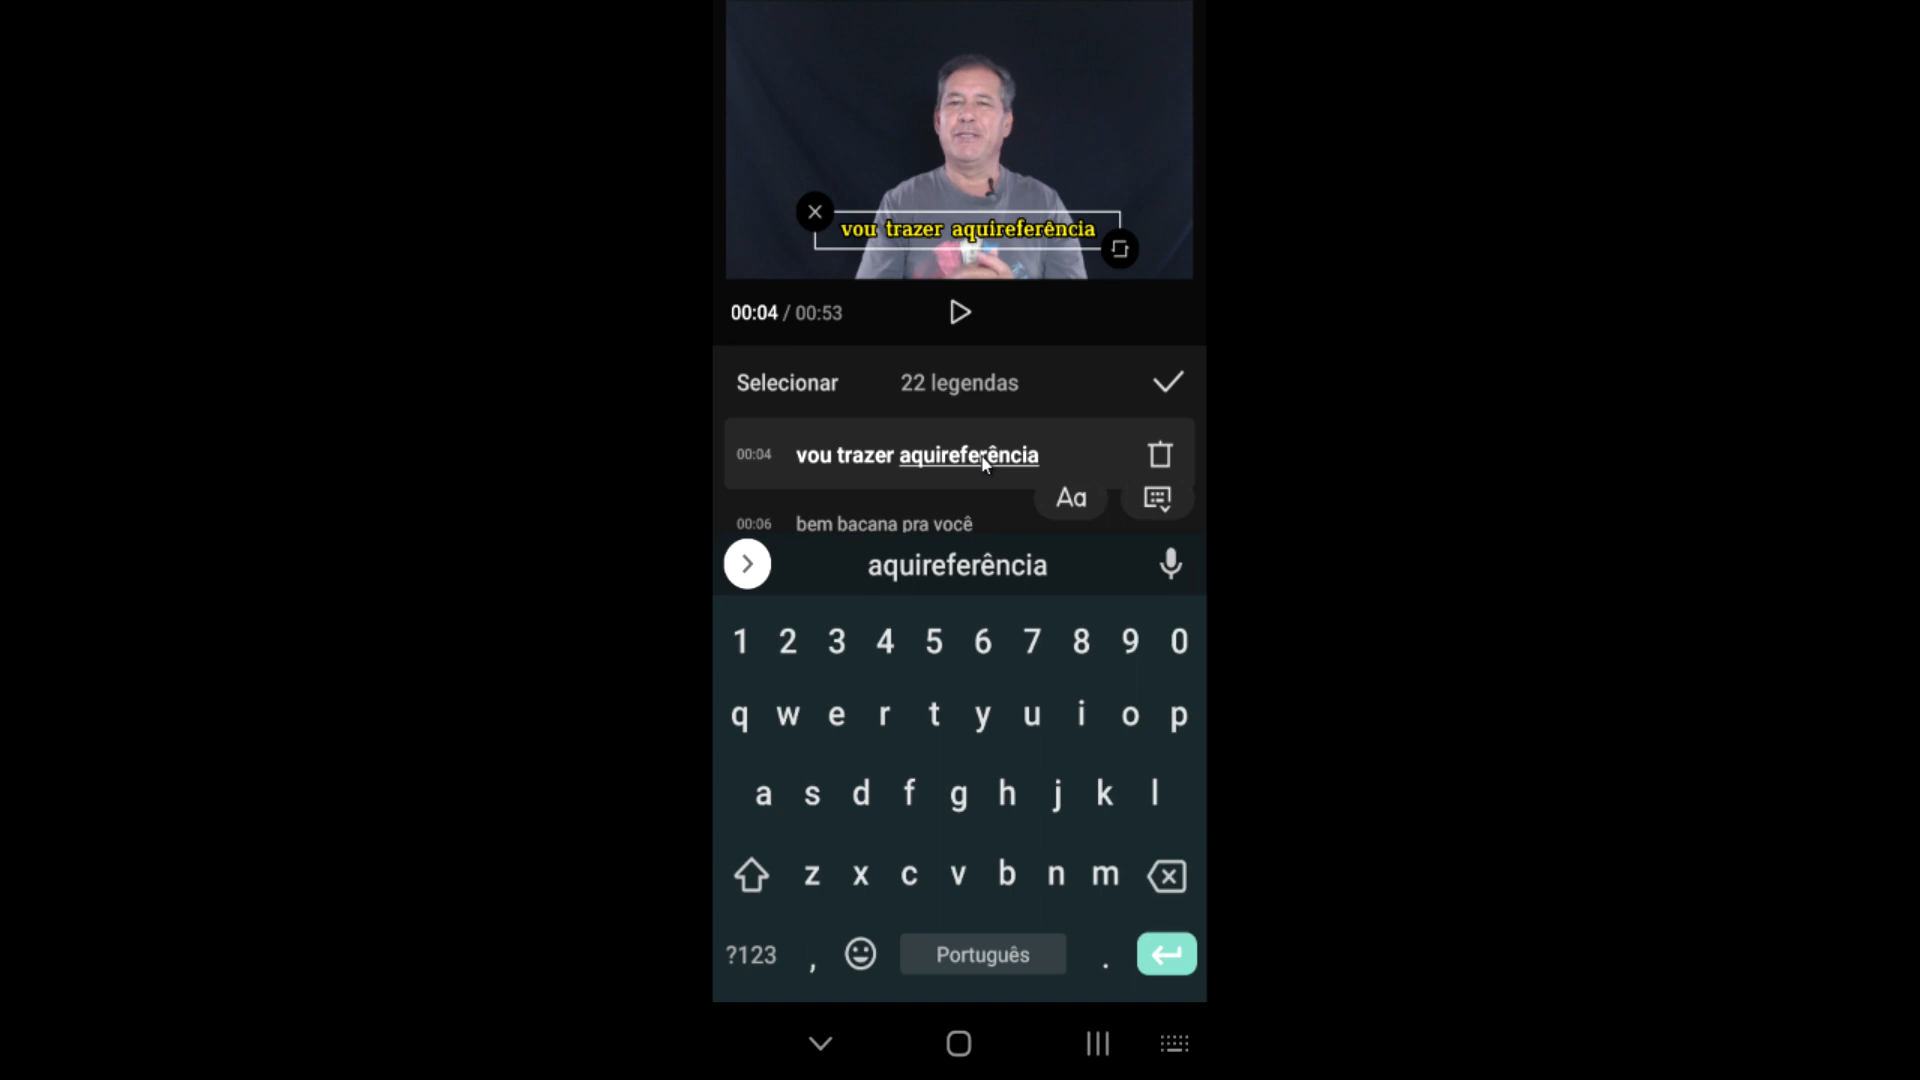 vou trazer aquireferência
00:04 / 00:53
Selecionar 22 legendas
00:04 vou trazer aquireferência
Aa
00:06 bem bacana pra você
aquireferência
1 2 3 4 5 6 7 8 9 0
q w e r t y u i o p
a s d f g h j k l
z x c v b n m
?123 , Português .